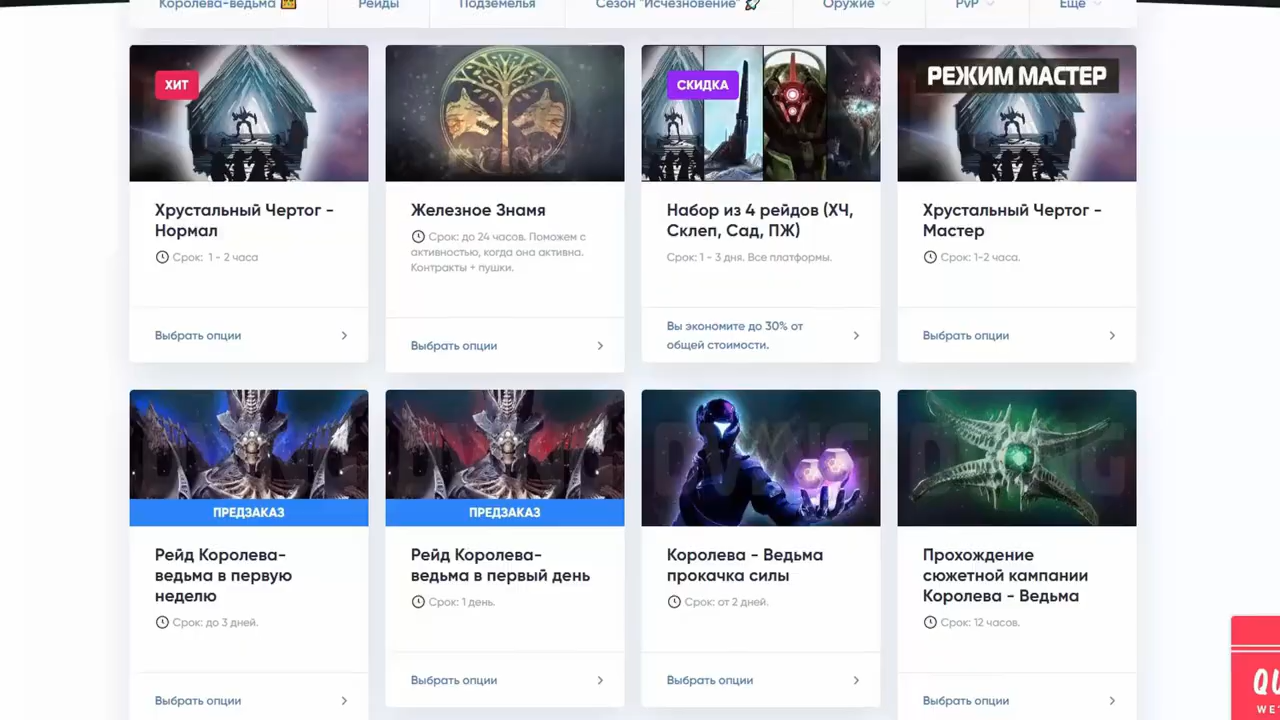 Королева-ведьма
Рейды
Подземелья
Сезон "Исчезновение"
Оружие
PvP
Еще
ХИТ
Хрустальный Чертог -
Нормал
Срок: 1 - 2 часа
Выбрать опции
Железное Знамя
Срок: до 24 часов. Поможем с
активностью, когда она активна.
Контракты + пушки.
Выбрать опции
СКИДКА
Набор из 4 рейдов (ХЧ,
Склеп, Сад, ПЖ)
Срок: 1 - 3 дня. Все платформы.
Вы экономите до 30% от
общей стоимости.
РЕЖИМ МАСТЕР
Хрустальный Чертог -
Мастер
Срок: 1-2 часа.
Выбрать опции
ПРЕДЗАКАЗ
Рейд Королева-
ведьма в первую
неделю
Срок: до 3 дней.
Выбрать опции
ПРЕДЗАКАЗ
Рейд Королева-
ведьма в первый день
Срок: 1 день.
Выбрать опции
Королева - Ведьма
прокачка силы
Срок: от 2 дней.
Выбрать опции
Прохождение
сюжетной кампании
Королева - Ведьма
Срок: 12 часов.
Выбрать опции